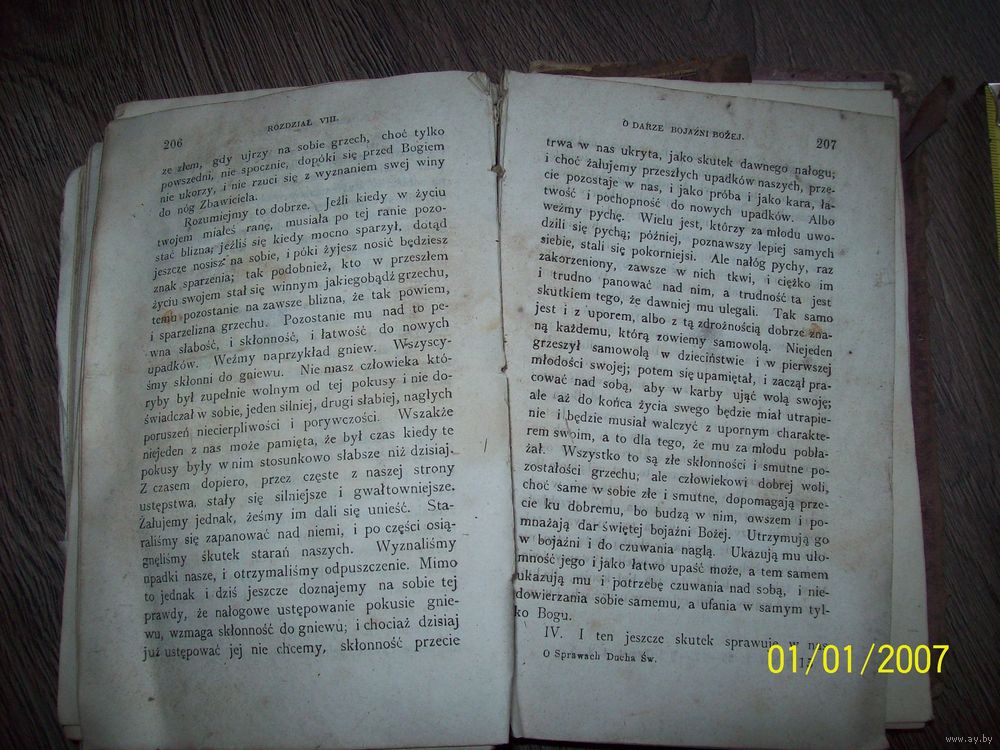 206
ROZDZIAŁ VIII.
ze złem, gdy ujrzy na sobie grzech, choć tylko
powszedni, nie spocznie, dopóki się przed Bogiem
nie ukorzy, i nie rzuci się z wyznaniem swej winy
do nóg Zbawiciela.
Rozumiejmy to dobrze. Jeźli kiedy w życiu
twojem miałeś ranę, musiała po tej ranie pozo-
stać blizna; jeźliś się kiedy mocno sparzył, dotąd
jeszcze nosisz na sobie, i póki żyjesz nosić będziesz
znak sparzenia; tak podobnież, kto w przeszłem
życiu swojem stał się winnym jakiegobądź grzechu,
temu pozostanie na zawsze blizna, że tak powiem,
i sparzelizna grzechu. Pozostanie mu nad to pe-
wna słabość, i skłonność, i łatwość do nowych
upadków. Weźmy naprzykład gniew. Wszyscy-
śmy skłonni do gniewu. Nie masz człowieka któ-
ryby był zupełnie wolnym od tej pokusy i nie do-
świadczał w sobie, jeden silniej, drugi słabiej, nagłych
poruszeń niecierpliwości i porywczości. Wszakże
niejeden z nas może pamięta, że był czas kiedy te
pokusy były w nim stosunkowo słabsze niż dzisiaj.
Z czasem dopiero, przez częste z naszej strony
ustępstwa, stały się silniejsze i gwałtowniejsze.
Żałujemy jednak, żeśmy im dali się unieść. Sta-
raliśmy się zapanować nad niemi, i po części osią-
gnęliśmy skutek starań naszych. Wyznaliśmy
upadki nasze, i otrzymaliśmy odpuszczenie. Mimo
to jednak i dziś jeszcze doznajemy na sobie tej
prawdy, że nałogowe ustępowanie pokusie gnie-
wu, wzmaga skłonność do gniewu; i chociaż dzisiaj
już ustępować jej nie chcemy, skłonność przecie
O DARZE BOJAŹNI BOŻEJ.
207
trwa w nas ukryta, jako skutek dawnego nałogu;
i choć żałujemy przeszłych upadków naszych, prze-
cie pozostaje w nas, i jako próba i jako kara, ła-
twość i pochopność do nowych upadków. Albo
weźmy pychę. Wielu jest, którzy za młodu uwo-
dzili się pychą; później, poznawszy lepiej samych
siebie, stali się pokorniejsi. Ale nałóg pychy, raz
zakorzeniony, zawsze w nich tkwi, i ciężko im
i trudno panować nad nim, a trudność ta jest
skutkiem tego, że dawniej mu ulegali. Tak samo
jest i z uporem, albo z tą zdrożnością dobrze zna-
ną każdemu, którą zowiemy samowolą. Niejeden
grzeszył samowolą w dzieciństwie i w pierwszej
młodości swojej; potem się upamiętał, i zaczął pra-
cować nad sobą, aby w karby ująć wolą swoję;
ale aż do końca życia swego będzie miał utrapie-
nie i będzie musiał walczyć z upornym charakte-
rem swoim, a to dla tego, że mu za młodu pobła-
żał. Wszystko to są złe skłonności i smutne po-
zostałości grzechu; ale człowiekowi dobrej woli,
choć same w sobie złe i smutne, dopomagają prze-
cie ku dobremu, bo budzą w nim, owszem i po-
mnażają dar świętej bojaźni Bożej. Utrzymują go
w bojaźni i do czuwania naglą. Ukazują mu uło-
mność jego i jako łatwo upaść może, a tem samem
ukazują mu i potrzebę czuwania nad sobą, i nie-
dowierzania sobie samemu, a ufania w samym tyl-
ko Bogu.
IV. I ten jeszcze skutek sprawuje w nas
O Sprawach Ducha Św.
01/01/2007
www.ay.by